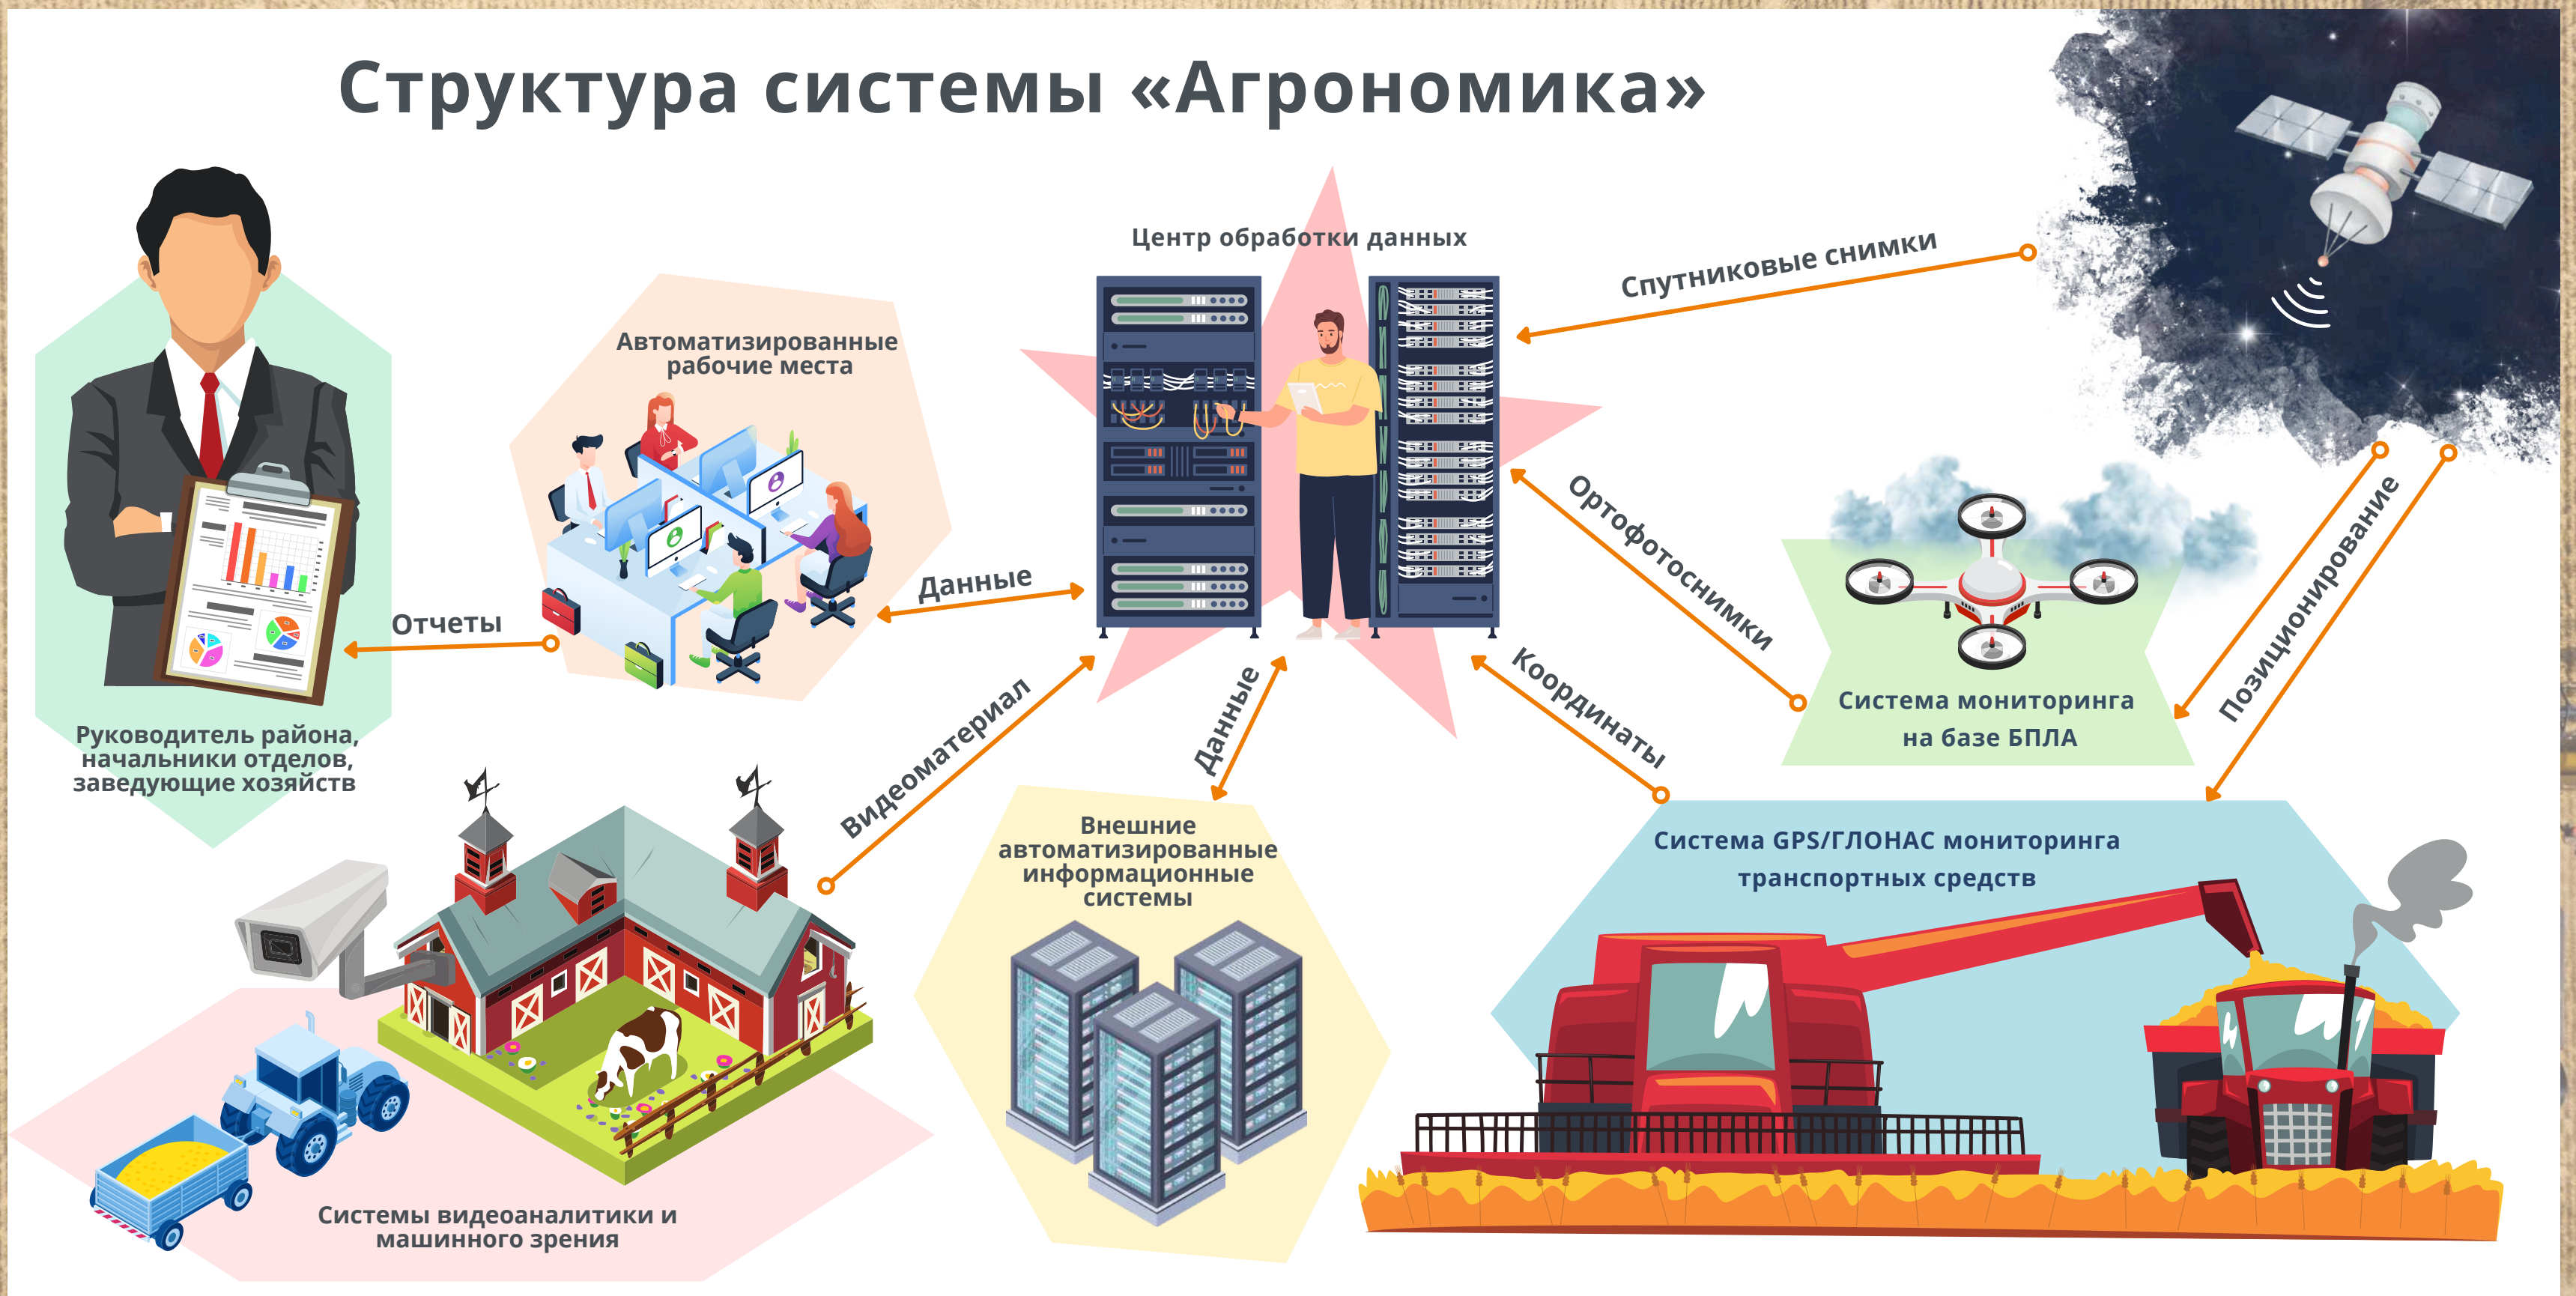 Структура системы «Агрономика»
Центр обработки данных
Спутниковые снимки
Автоматизированные
рабочие места
Данные
Отчеты
Ортофотоснимки
Позиционирование
Координаты
Система мониторинга
на базе БПЛА
Руководитель района,
начальники отделов,
заведующие хозяйств
Видеоматериал
Данные
Внешние
автоматизированные
информационные
системы
Система GPS/ГЛОНАС мониторинга
транспортных средств
Системы видеоаналитики и
машинного зрения